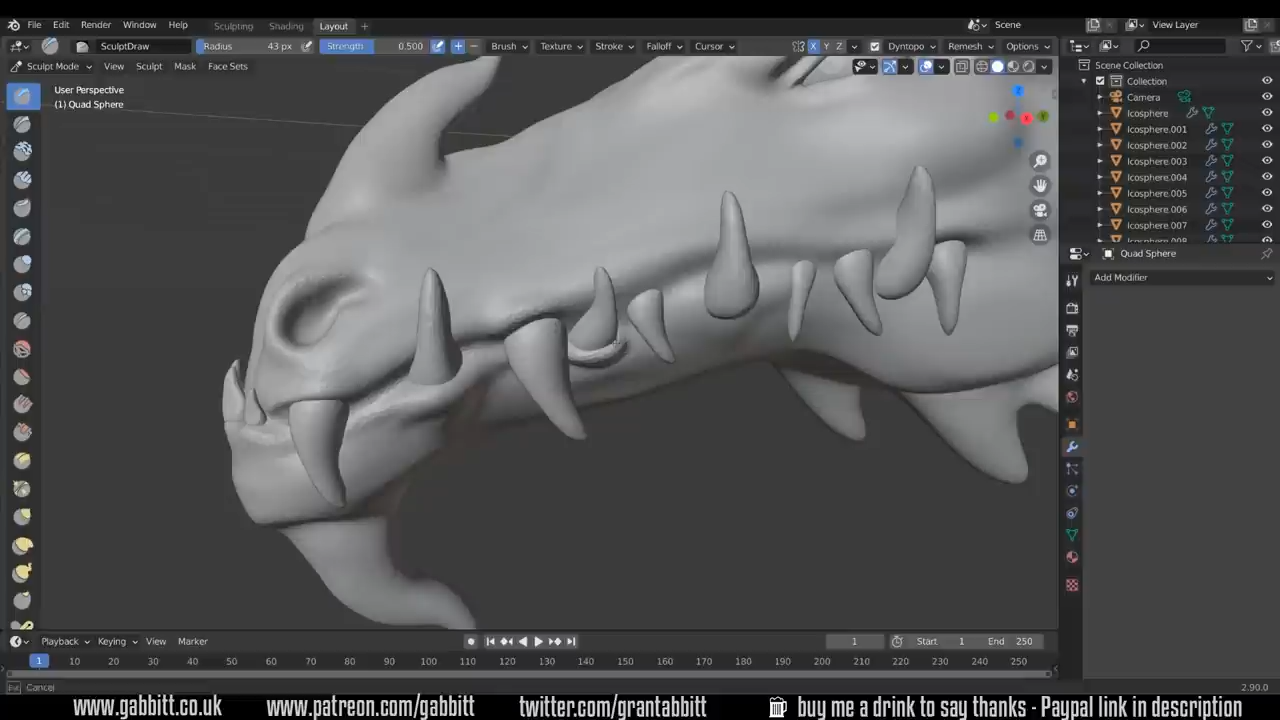 File Edit Render Window Help Sculpting Shading Layout + Scene View Layer
SculptDraw Radius 43 px Strength 0.500 + − Brush Texture Stroke Falloff Cursor X Y Z Dyntopo Remesh Options
Sculpt Mode View Sculpt Mask Face Sets
User Perspective
(1) Quad Sphere
Z
X
Y
Scene Collection
Collection
Camera
Icosphere
Icosphere.001
Icosphere.002
Icosphere.003
Icosphere.004
Icosphere.005
Icosphere.006
Icosphere.007
Icosphere.008
Quad Sphere
Add Modifier
Playback Keying View Marker 1 Start 1 End 250
1 10 20 30 40 50 60 70 80 90 100 110 120 130 140 150 160 170 180 190 200 210 220 230 240 250
Cancel 2.90.0
www.gabbitt.co.uk www.patreon.com/gabbitt twitter.com/grantabbitt buy me a drink to say thanks - Paypal link in description